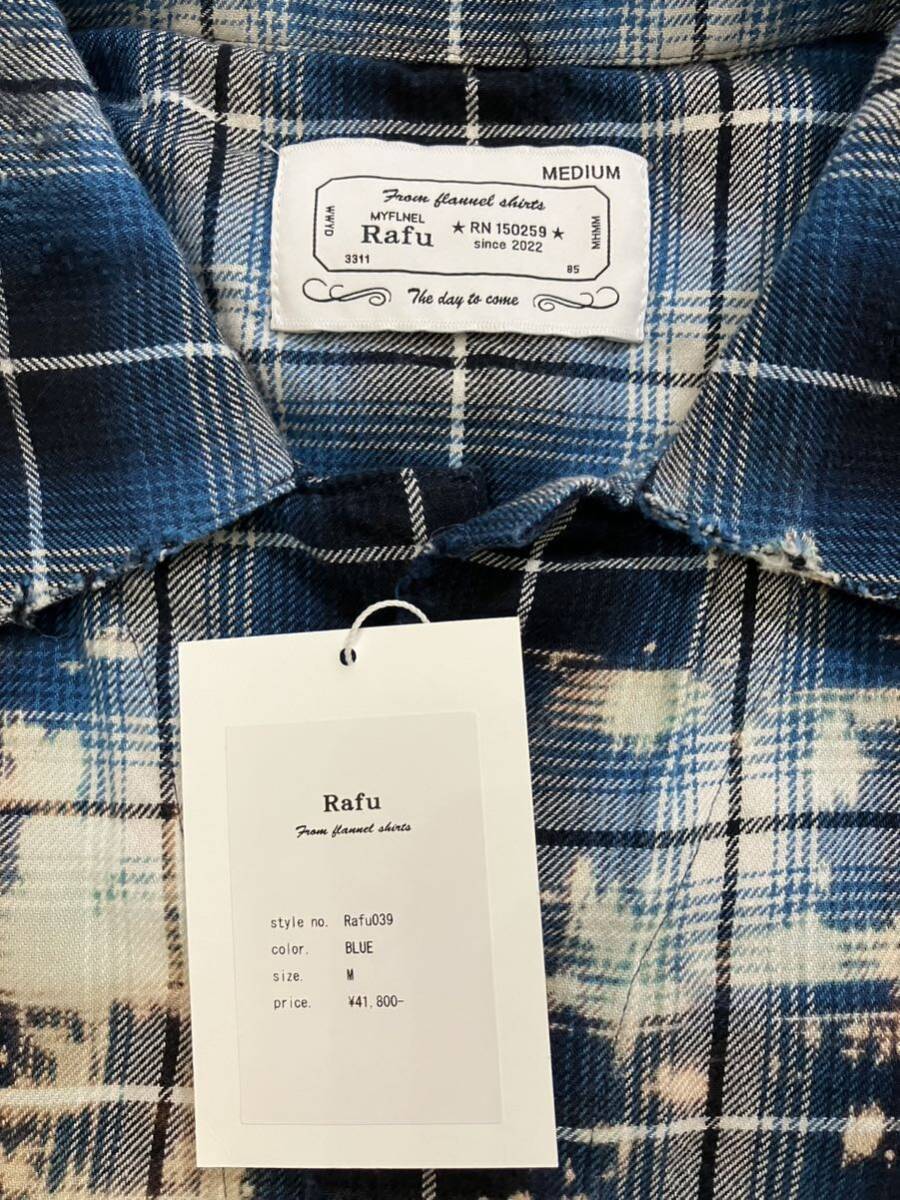 MEDIUM
From flannel shirts
WWYD
MYFLNEL
Rafu
★ RN 150259 ★
since 2022
MHMM
3311
85
The day to come
Rafu
From flannel shirts
style no. Rafu039
color. BLUE
size. M
price. ¥41,800-